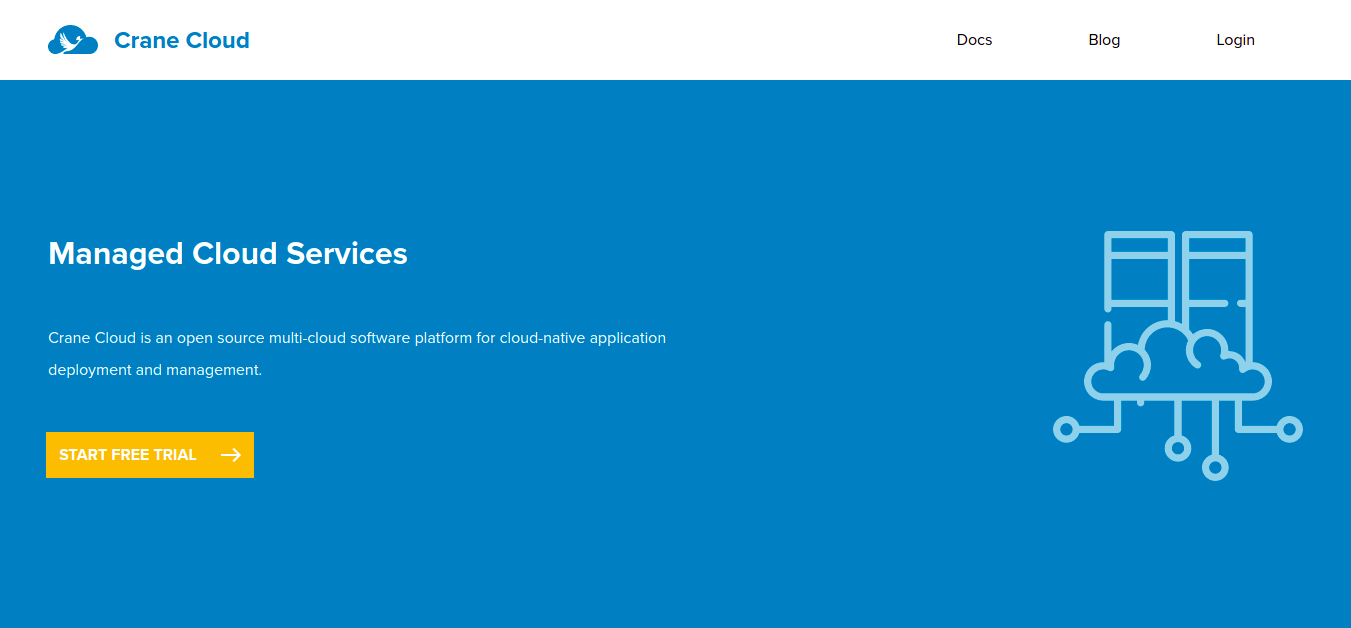 Crane Cloud
Docs
Blog
Login
Managed Cloud Services
Crane Cloud is an open source multi-cloud software platform for cloud-native application
deployment and management.
START FREE TRIAL